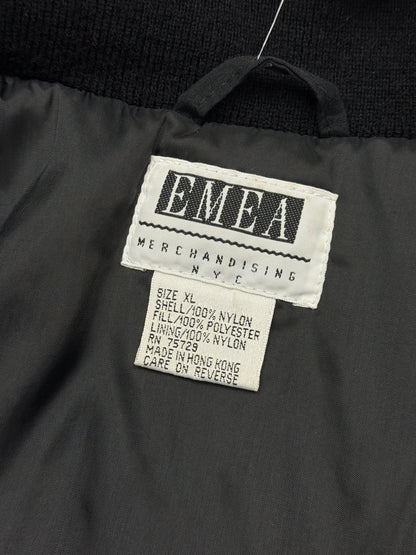 EMEA
MERCHANDISING
NYC
SIZE XL
SHELL/100% NYLON
FILL/100% POLYESTER
LINING/100% NYLON
RN 75729
MADE IN HONG KONG
CARE ON REVERSE